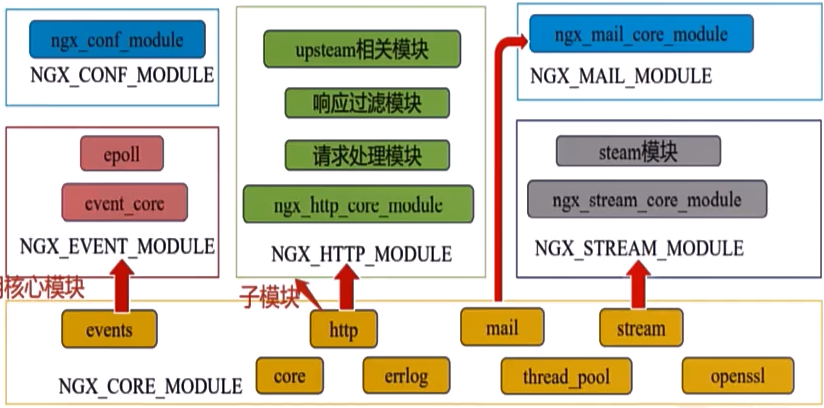 ngx_conf_module
NGX_CONF_MODULE
upsteam相关模块
响应过滤模块
请求处理模块
ngx_http_core_module
NGX_HTTP_MODULE
ngx_mail_core_module
NGX_MAIL_MODULE
epoll
event_core
NGX_EVENT_MODULE
steam模块
ngx_stream_core_module
NGX_STREAM_MODULE
核心模块
子模块
events
http
mail
stream
core
errlog
thread_pool
openssl
NGX_CORE_MODULE